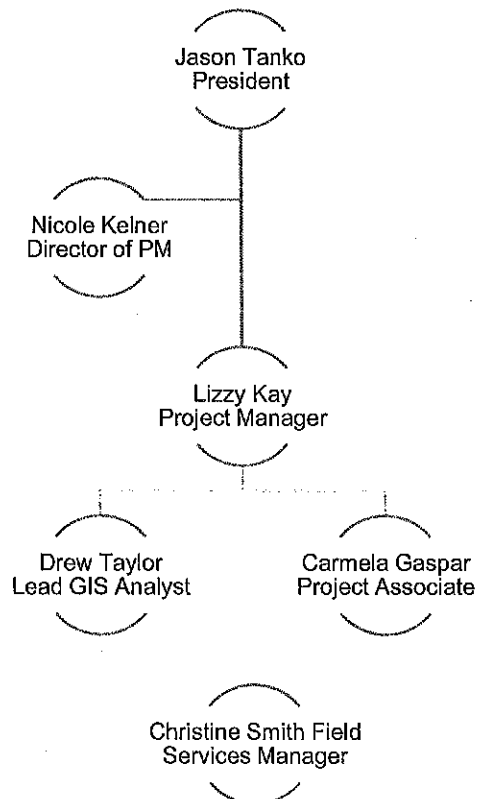 Jason Tanko
President
Nicole Kelner
Director of PM
Lizzy Kay
Project Manager
Drew Taylor
Lead GIS Analyst
Carmela Gaspar
Project Associate
Christine Smith Field
Services Manager